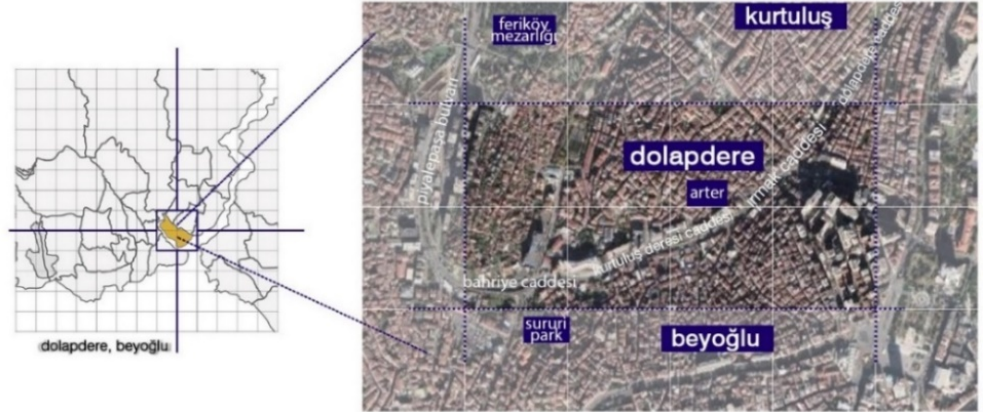 feriköy
mezarlığı
kurtuluş
dolapdere caddesi
piyalepaşa bulvarı
dolapdere
arter
ırmak caddesi
kurtuluş deresi caddesi
bahriye caddesi
sururi
park
beyoğlu
dolapdere, beyoğlu